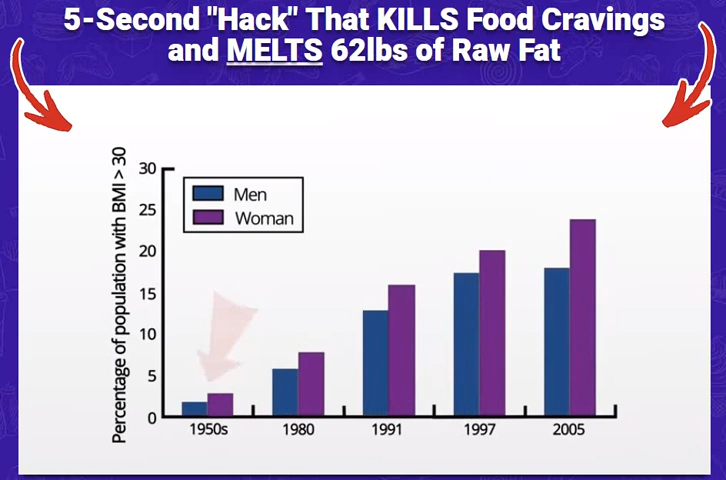 5-Second "Hack" That KILLS Food Cravings
and MELTS 62lbs of Raw Fat
Percentage of population with BMI > 30
30
25
20
15
10
5
0
Men
Woman
1950s
1980
1991
1997
2005